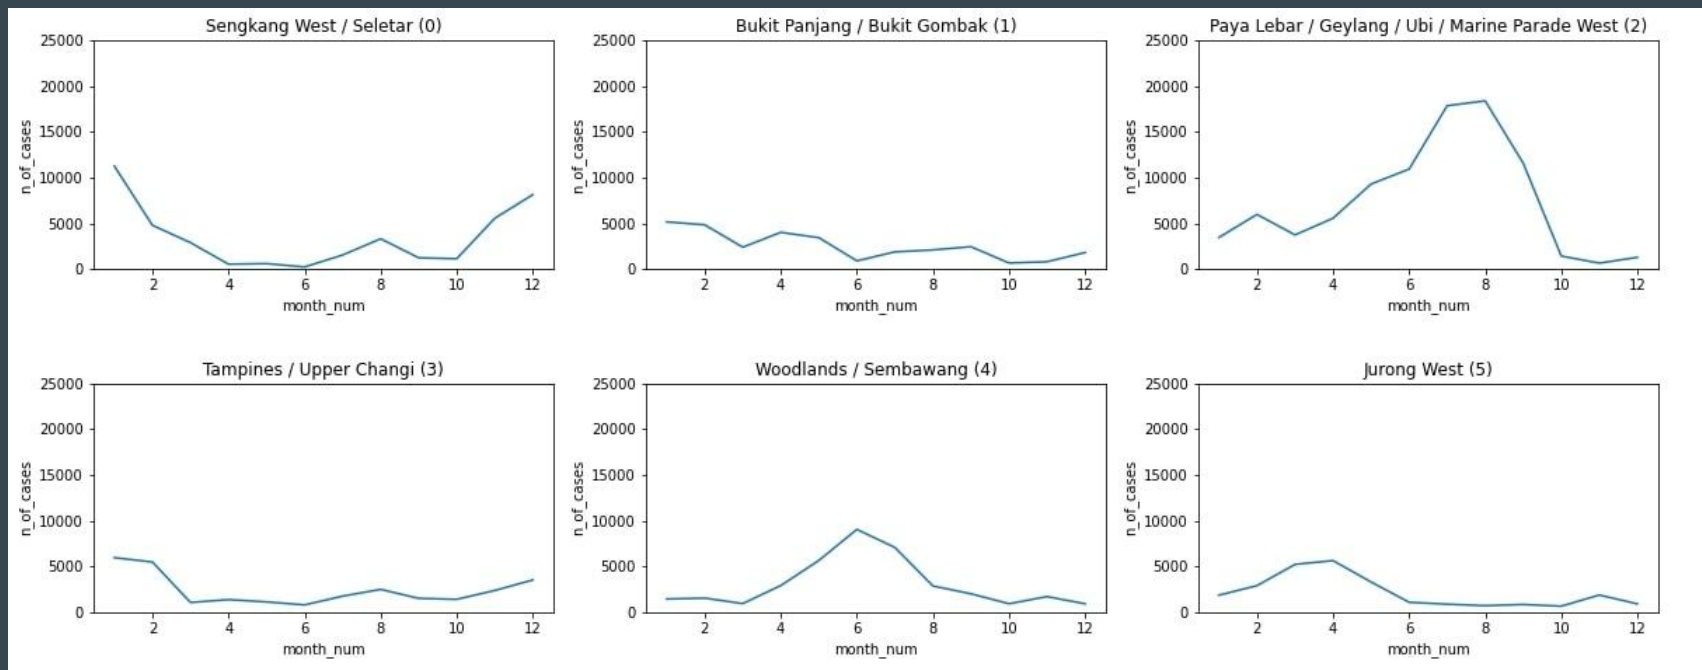 Sengkang West / Seletar (0)
25000
20000
15000
10000
5000
0
n_of_cases
2 4 6 8 10 12
month_num
Bukit Panjang / Bukit Gombak (1)
25000
20000
15000
10000
5000
0
n_of_cases
2 4 6 8 10 12
month_num
Paya Lebar / Geylang / Ubi / Marine Parade West (2)
25000
20000
15000
10000
5000
0
n_of_cases
2 4 6 8 10 12
month_num
Tampines / Upper Changi (3)
25000
20000
15000
10000
5000
0
n_of_cases
2 4 6 8 10 12
month_num
Woodlands / Sembawang (4)
25000
20000
15000
10000
5000
0
n_of_cases
2 4 6 8 10 12
month_num
Jurong West (5)
25000
20000
15000
10000
5000
0
n_of_cases
2 4 6 8 10 12
month_num